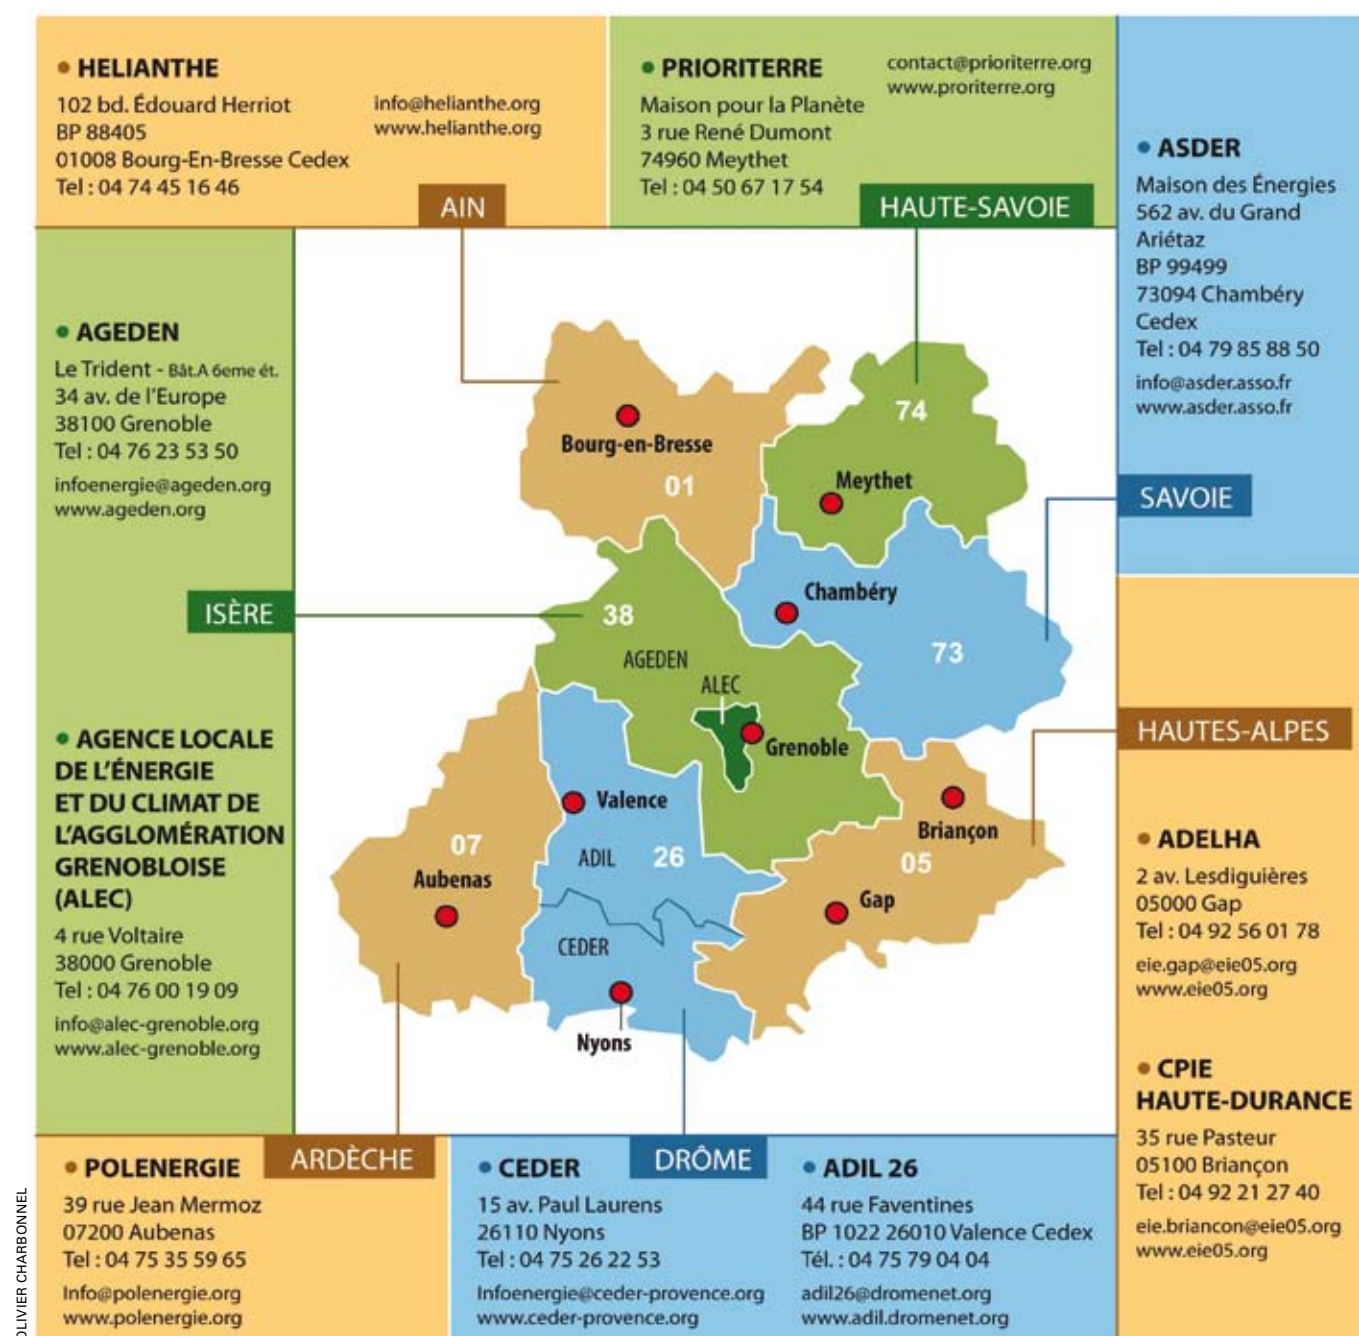 • HELIANTHE
102 bd. Édouard Herriot
BP 88405
01008 Bourg-En-Bresse Cedex
Tel : 04 74 45 16 46
info@helianthe.org
www.helianthe.org
AIN
• PRIORITERRE
Maison pour la Planète
3 rue René Dumont
74960 Meythet
Tel : 04 50 67 17 54
contact@prioriterre.org
www.proriterre.org
HAUTE-SAVOIE
• ASDER
Maison des Énergies
562 av. du Grand
Ariétaz
BP 99499
73094 Chambéry
Cedex
Tel : 04 79 85 88 50
info@asder.asso.fr
www.asder.asso.fr
SAVOIE
• AGEDEN
Le Trident - Bât.A 6eme ét.
34 av. de l'Europe
38100 Grenoble
Tel : 04 76 23 53 50
infoenergie@ageden.org
www.ageden.org
ISÈRE
• AGENCE LOCALE
DE L'ÉNERGIE
ET DU CLIMAT DE
L'AGGLOMÉRATION
GRENOBLOISE
(ALEC)
4 rue Voltaire
38000 Grenoble
Tel : 04 76 00 19 09
info@alec-grenoble.org
www.alec-grenoble.org
74
Bourg-en-Bresse
01
Meythet
Chambéry
38
73
AGEDEN
ALEC
Grenoble
Valence
Briançon
07
ADIL
26
05
Aubenas
Gap
CEDER
Nyons
HAUTES-ALPES
• ADELHA
2 av. Lesdiguières
05000 Gap
Tel : 04 92 56 01 78
eie.gap@eie05.org
www.eie05.org
• CPIE
HAUTE-DURANCE
35 rue Pasteur
05100 Briançon
Tel : 04 92 21 27 40
eie.briancon@eie05.org
www.eie05.org
• POLENERGIE
39 rue Jean Mermoz
07200 Aubenas
Tel : 04 75 35 59 65
Info@polenergie.org
www.polenergie.org
ARDÈCHE
• CEDER
15 av. Paul Laurens
26110 Nyons
Tel : 04 75 26 22 53
Infoenergie@ceder-provence.org
www.ceder-provence.org
DRÔME
• ADIL 26
44 rue Faventines
BP 1022 26010 Valence Cedex
Tél. : 04 75 79 04 04
adil26@dromenet.org
www.adil.dromenet.org
OLIVIER CHARBONNEL